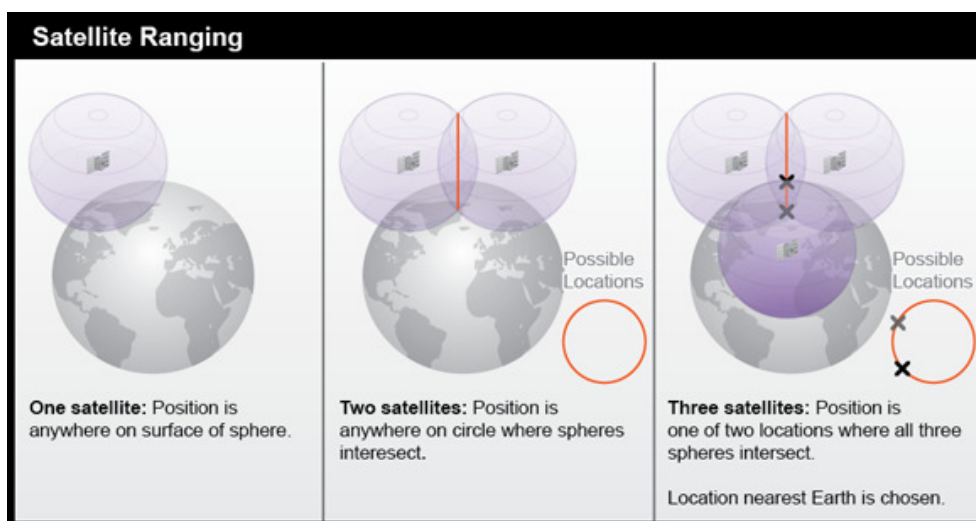 Satellite Ranging
One satellite: Position is
anywhere on surface of sphere.
Possible
Locations
Two satellites: Position is
anywhere on circle where spheres
interesect.
Possible
Locations
Three satellites: Position is
one of two locations where all three
spheres intersect.
Location nearest Earth is chosen.